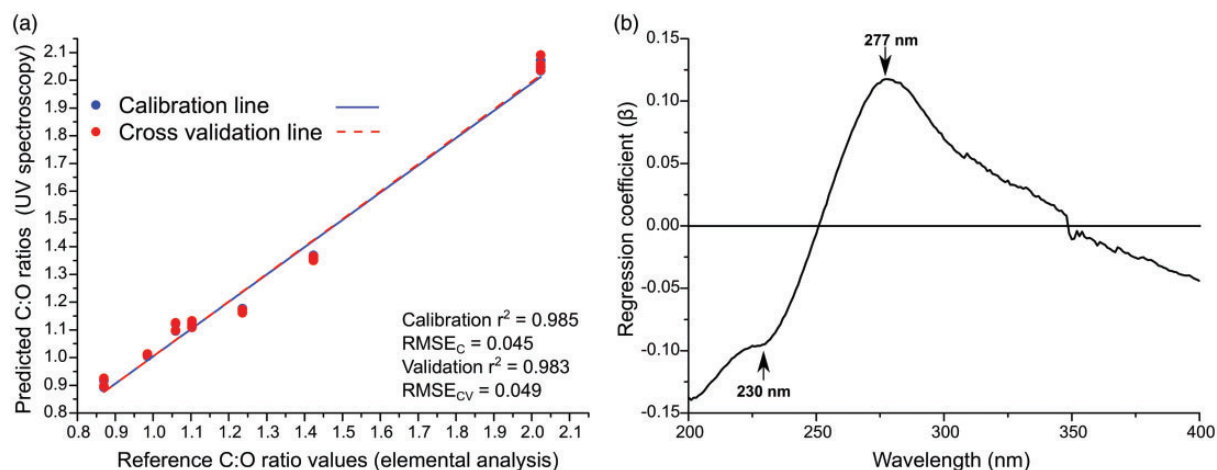 (a)
Predicted C:O ratios (UV spectroscopy)
2.1
2.0
1.9
1.8
1.7
1.6
1.5
1.4
1.3
1.2
1.1
1.0
0.9
0.8
Calibration line
Cross validation line
Calibration r² = 0.985
RMSE_C = 0.045
Validation r² = 0.983
RMSE_CV = 0.049
0.8 0.9 1.0 1.1 1.2 1.3 1.4 1.5 1.6 1.7 1.8 1.9 2.0 2.1
Reference C:O ratio values (elemental analysis)
(b)
Regression coefficient (β)
0.15
0.10
0.05
0.00
-0.05
-0.10
-0.15
277 nm
230 nm
200 250 300 350 400
Wavelength (nm)